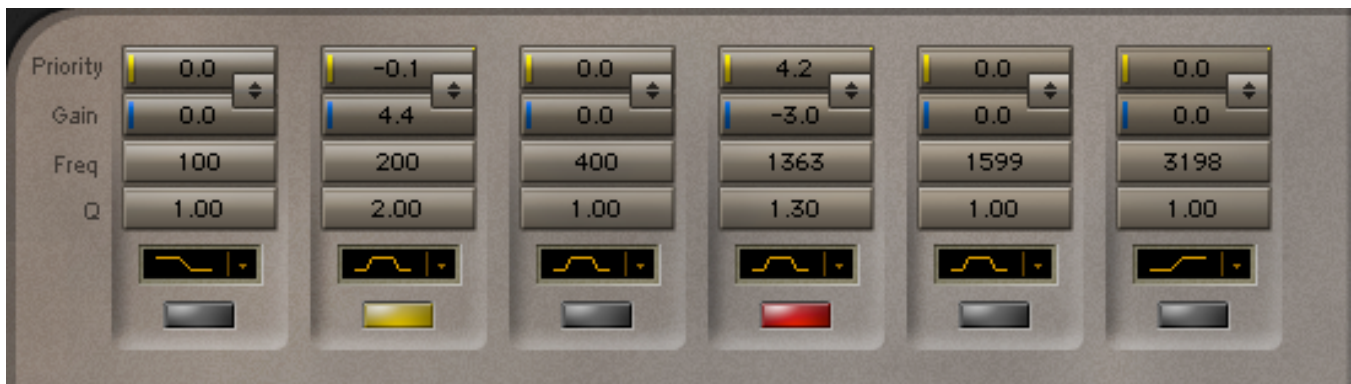 Priority 0.0 -0.1 0.0 4.2 0.0 0.0
Gain 0.0 4.4 0.0 -3.0 0.0 0.0
Freq 100 200 400 1363 1599 3198
Q 1.00 2.00 1.00 1.30 1.00 1.00